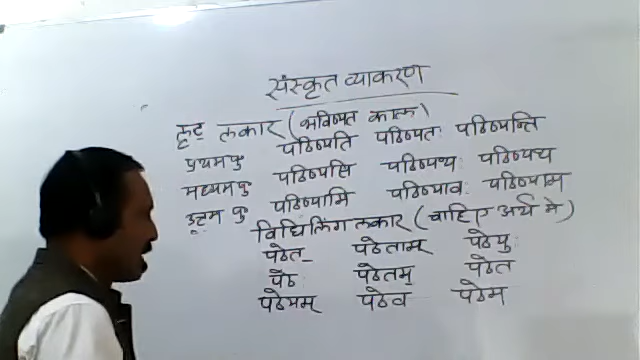 संस्कृत व्याकरण
लृट् लकार (भविष्यत काल)
प्रथम पु पठिष्यति पठिष्यतः पठिष्यन्ति
मध्यम पु पठिष्यसि पठिष्यथः पठिष्यथ
उत्तम पु पठिष्यामि पठिष्यावः पठिष्याम
विधिलिंग लकार (चाहिए अर्थ मे)
पठेत् पठेताम् पठेयुः
पठेः पठेतम् पठेत
पठेयम् पठेव पठेम